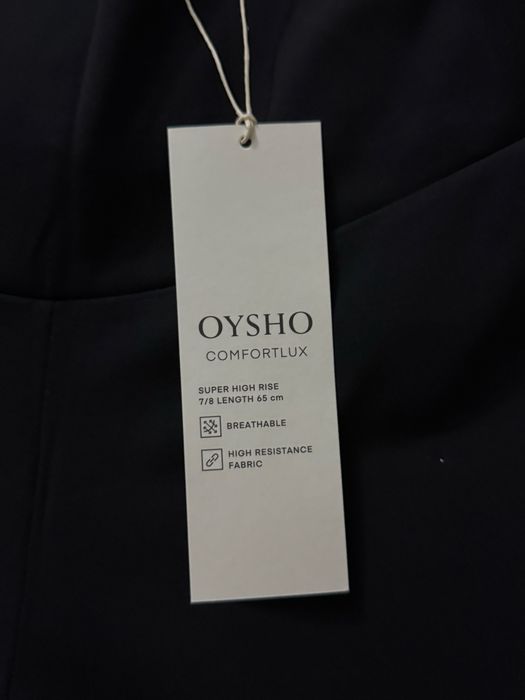 OYSHO
COMFORTLUX
SUPER HIGH RISE
7/8 LENGTH 65 cm
BREATHABLE
HIGH RESISTANCE
FABRIC